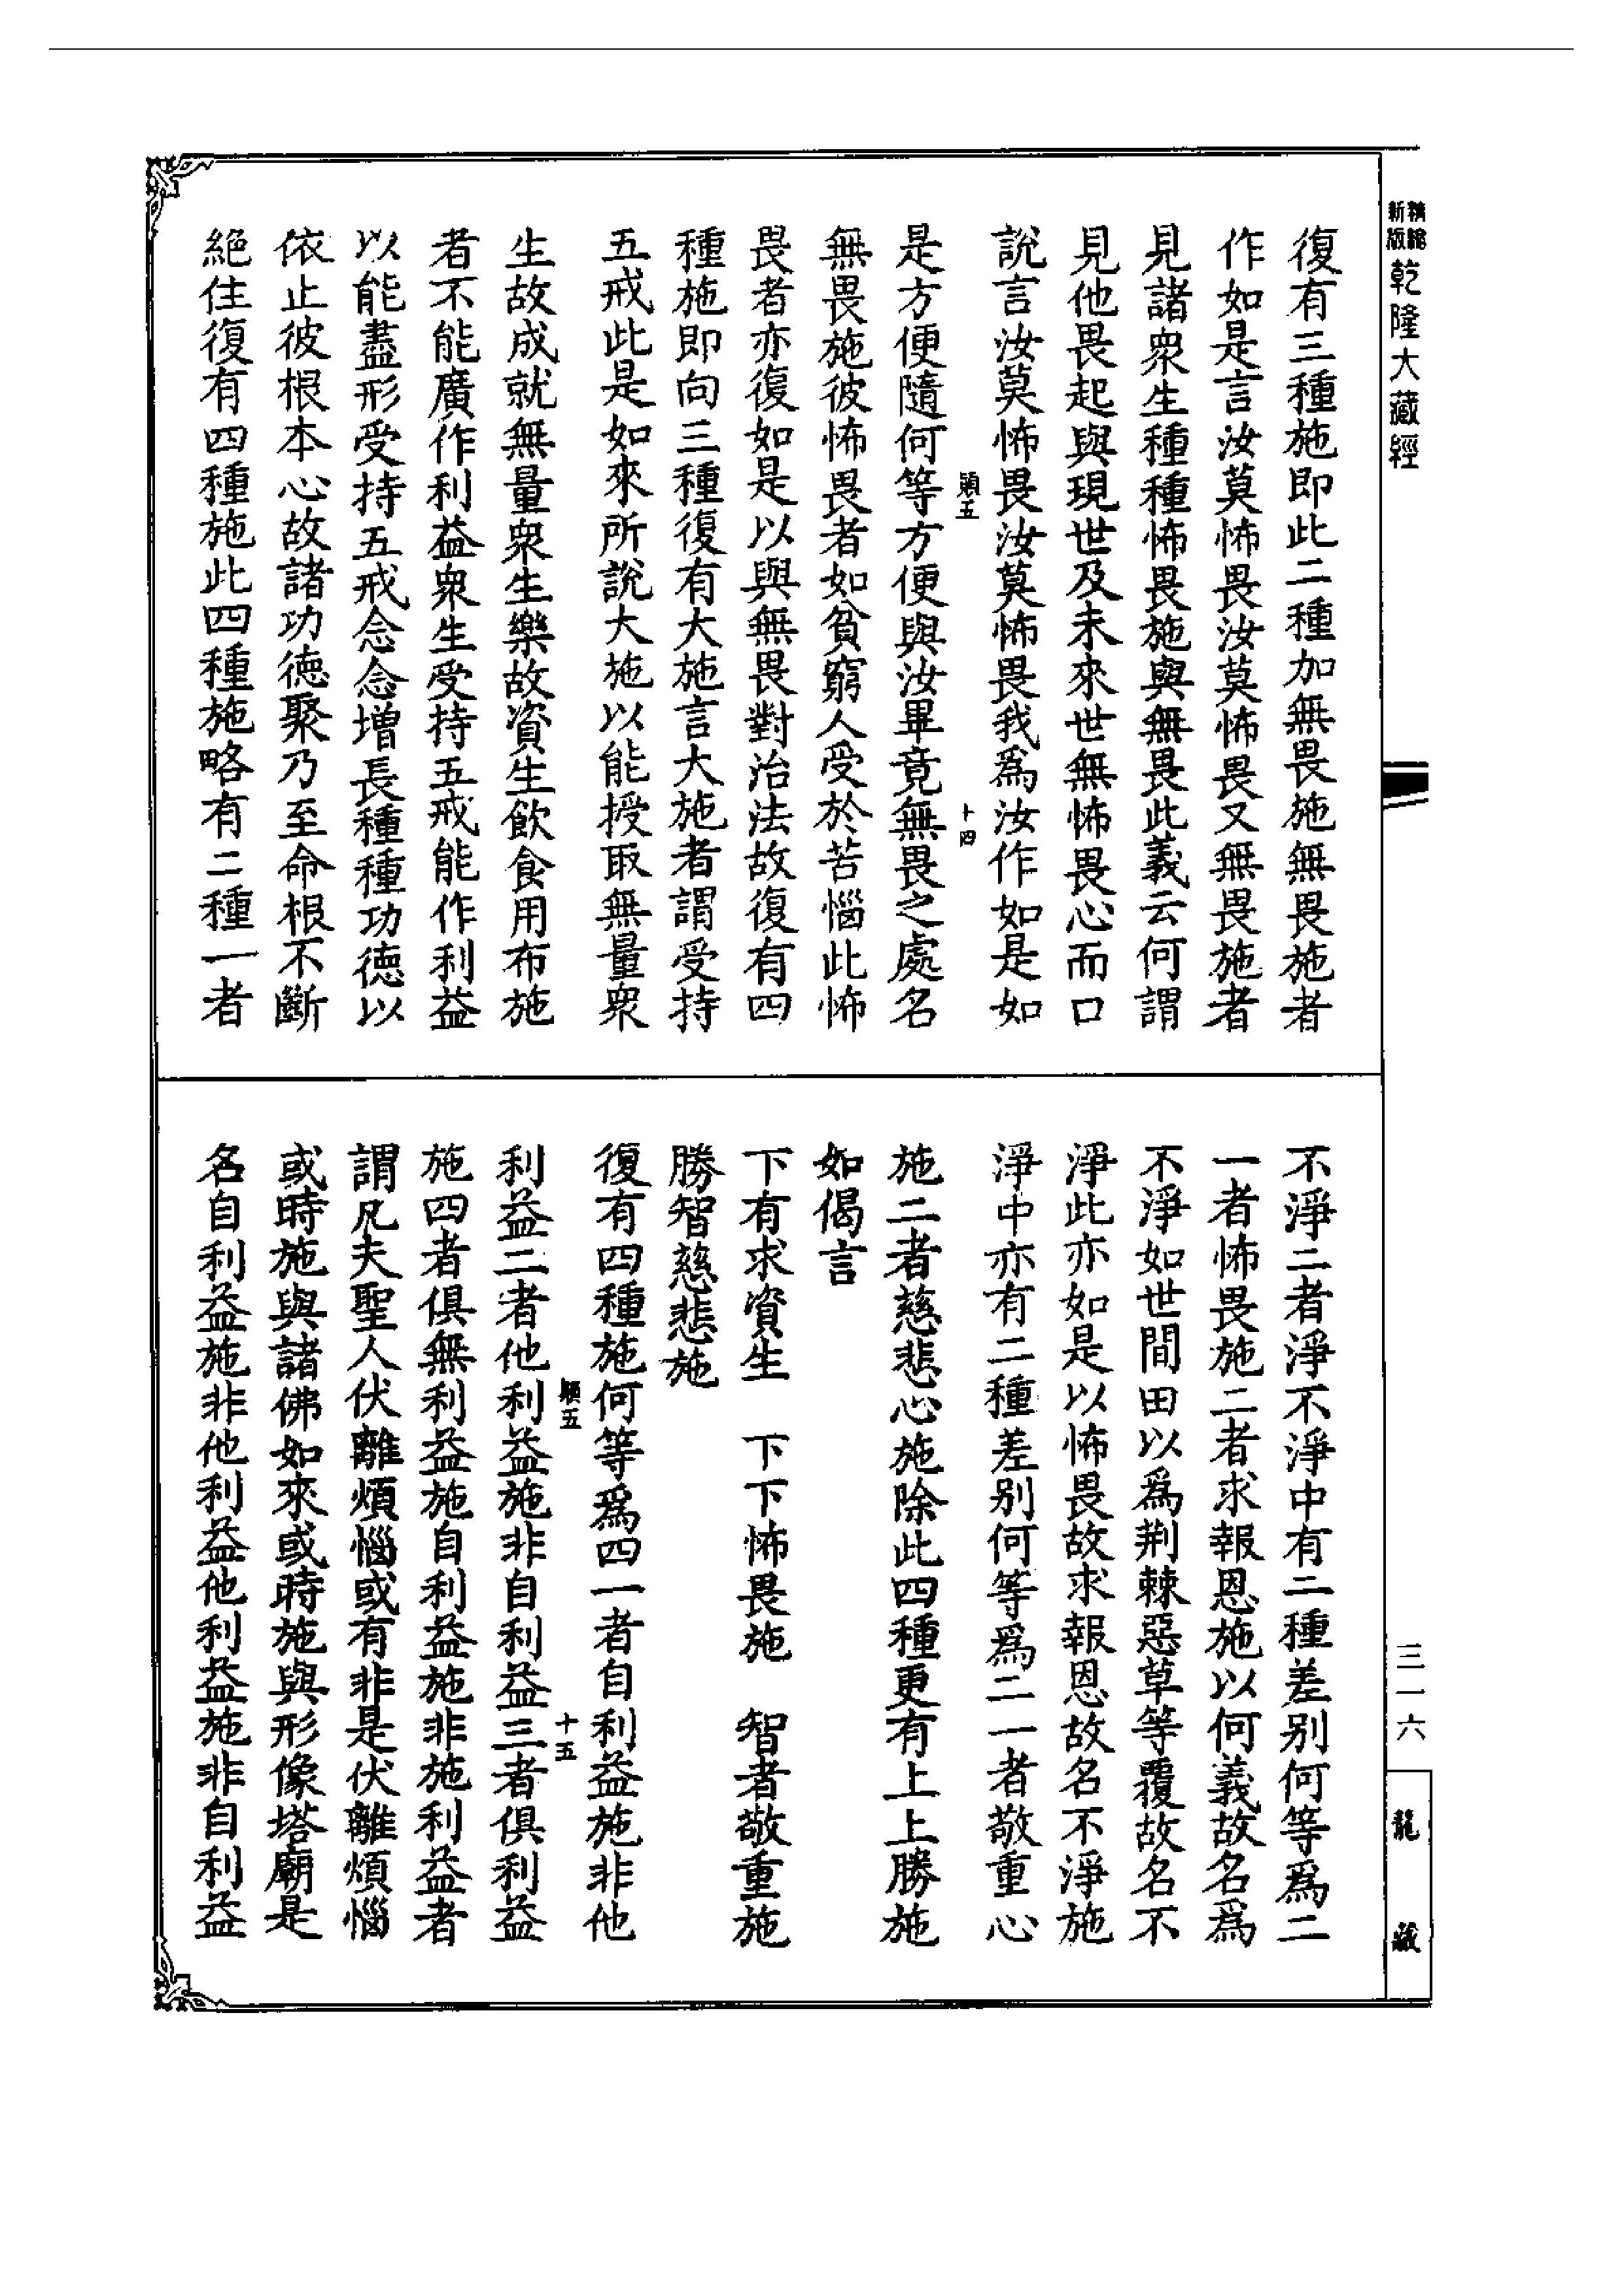 精縮新版
乾隆大藏經
三一六
龍藏
復有三種施即此二種加無畏施無畏施者
作如是言汝莫怖畏汝莫怖畏又無畏施者
見諸衆生種種怖畏施與無畏此義云何謂
見他畏起與現世及未來世無怖畏心而口
說言汝莫怖畏汝莫怖畏我爲汝作如是如
穎五
十四
是方便隨何等方便與汝畢竟無畏之處名
無畏施彼怖畏者如貧窮人受於苦惱此怖
畏者亦復如是以與無畏對治法故復有四
種施即向三種復有大施言大施者謂受持
五戒此是如來所說大施以能授取無量衆
生故成就無量衆生樂故資生飲食用布施
者不能廣作利益衆生受持五戒能作利益
以能盡形受持五戒念念增長種種功德以
依止彼根本心故諸功德聚乃至命根不斷
絕住復有四種施此四種施略有二種一者
不淨二者淨不淨中有二種差別何等爲二
一者怖畏施二者求報恩施以何義故名爲
不淨如世間田以爲荆棘惡草等覆故名不
淨此亦如是以怖畏故求報恩故名不淨施
淨中亦有二種差別何等爲二一者敬重心
施二者慈悲心施除此四種更有上上勝施
如偈言
下有求資生　下下怖畏施　智者敬重施
勝智慈悲施
復有四種施何等爲四一者自利益施非他
穎五
十五
利益二者他利益施非自利益三者俱利益
施四者俱無利益施自利益施非施利益者
謂凡夫聖人伏離煩惱或有非是伏離煩惱
或時施與諸佛如來或時施與形像塔廟是
名自利益施非他利益他利益施非自利益